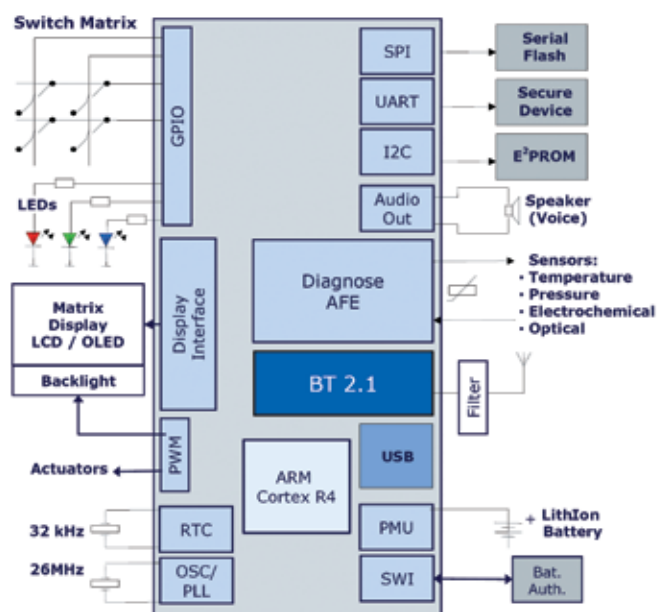 Switch Matrix
GPIO
LEDs
Matrix
Display
LCD / OLED
Backlight
Display
Interface
PWM
Actuators
32 kHz
RTC
26MHz
OSC/
PLL
SPI
Serial
Flash
UART
Secure
Device
I2C
E²PROM
Audio
Out
Speaker
(Voice)
Diagnose
AFE
Sensors:
· Temperature
· Pressure
· Electrochemical
· Optical
BT 2.1
Filter
ARM
Cortex R4
USB
PMU
+ LithIon
Battery
SWI
Bat.
Auth.